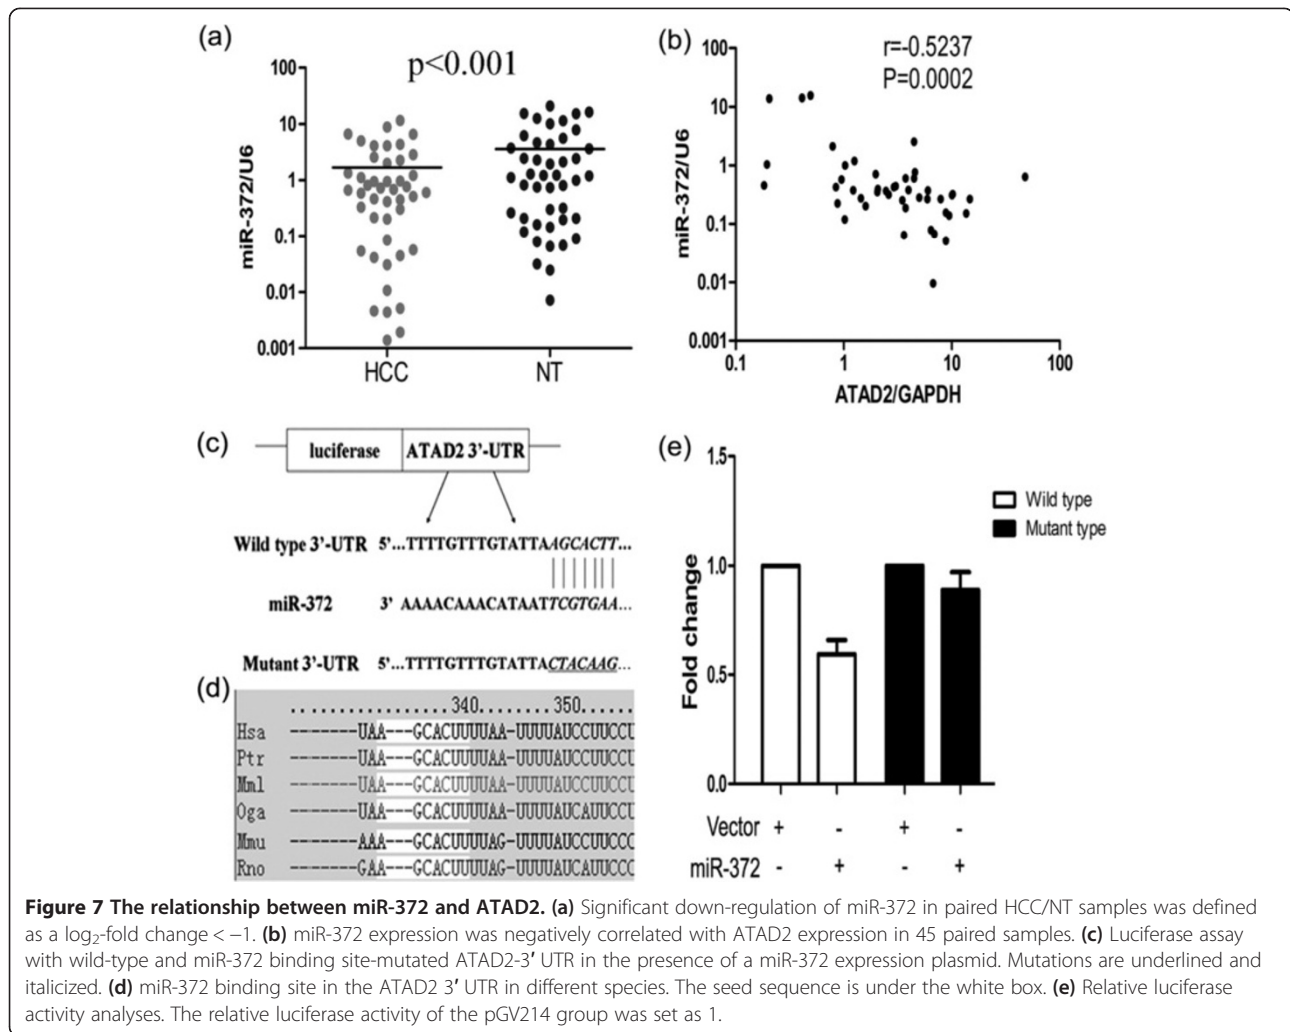 (a)
p<0.001
miR-372/U6
100
10
1
0.1
0.01
0.001
HCC NT
(b)
r=-0.5237
P=0.0002
miR-372/U6
100
10
1
0.1
0.01
0.001
0.1 1 10 100
ATAD2/GAPDH
(c)
luciferase ATAD2 3'-UTR
Wild type 3'-UTR 5'...TTTTGTTTGTATTAAGCACTT...
miR-372 3' AAAACAAACATAATTCGTGAA...
Mutant 3'-UTR 5'...TTTTGTTTGTATTACTACAAG...
(d)
..................340.........350......
Hsa -------UAA---GCACUUUUAA-UUUUAUCCUUCCU
Ptr -------UAA---GCACUUUUAA-UUUUAUCCUUCCU
Mml -------UAA---GCACUUUUAA-UUUUAUCCUUCCU
Oga -------UAA---GCACUUUUAA-UUUUAUCAUUCCU
Mmu -------AAA---GCACUUUUAG-UUUUAUCCUUCCC
Rno -------GAA---GCACUUUUAG-UUUUAUCAUUCCC
(e)
Fold change
1.5
1.0
0.5
0.0
Wild type
Mutant type
Vector + - + -
miR-372 - + - +
Figure 7 The relationship between miR-372 and ATAD2. (a) Significant down-regulation of miR-372 in paired HCC/NT samples was defined
as a log₂-fold change < −1. (b) miR-372 expression was negatively correlated with ATAD2 expression in 45 paired samples. (c) Luciferase assay
with wild-type and miR-372 binding site-mutated ATAD2-3′ UTR in the presence of a miR-372 expression plasmid. Mutations are underlined and
italicized. (d) miR-372 binding site in the ATAD2 3′ UTR in different species. The seed sequence is under the white box. (e) Relative luciferase
activity analyses. The relative luciferase activity of the pGV214 group was set as 1.